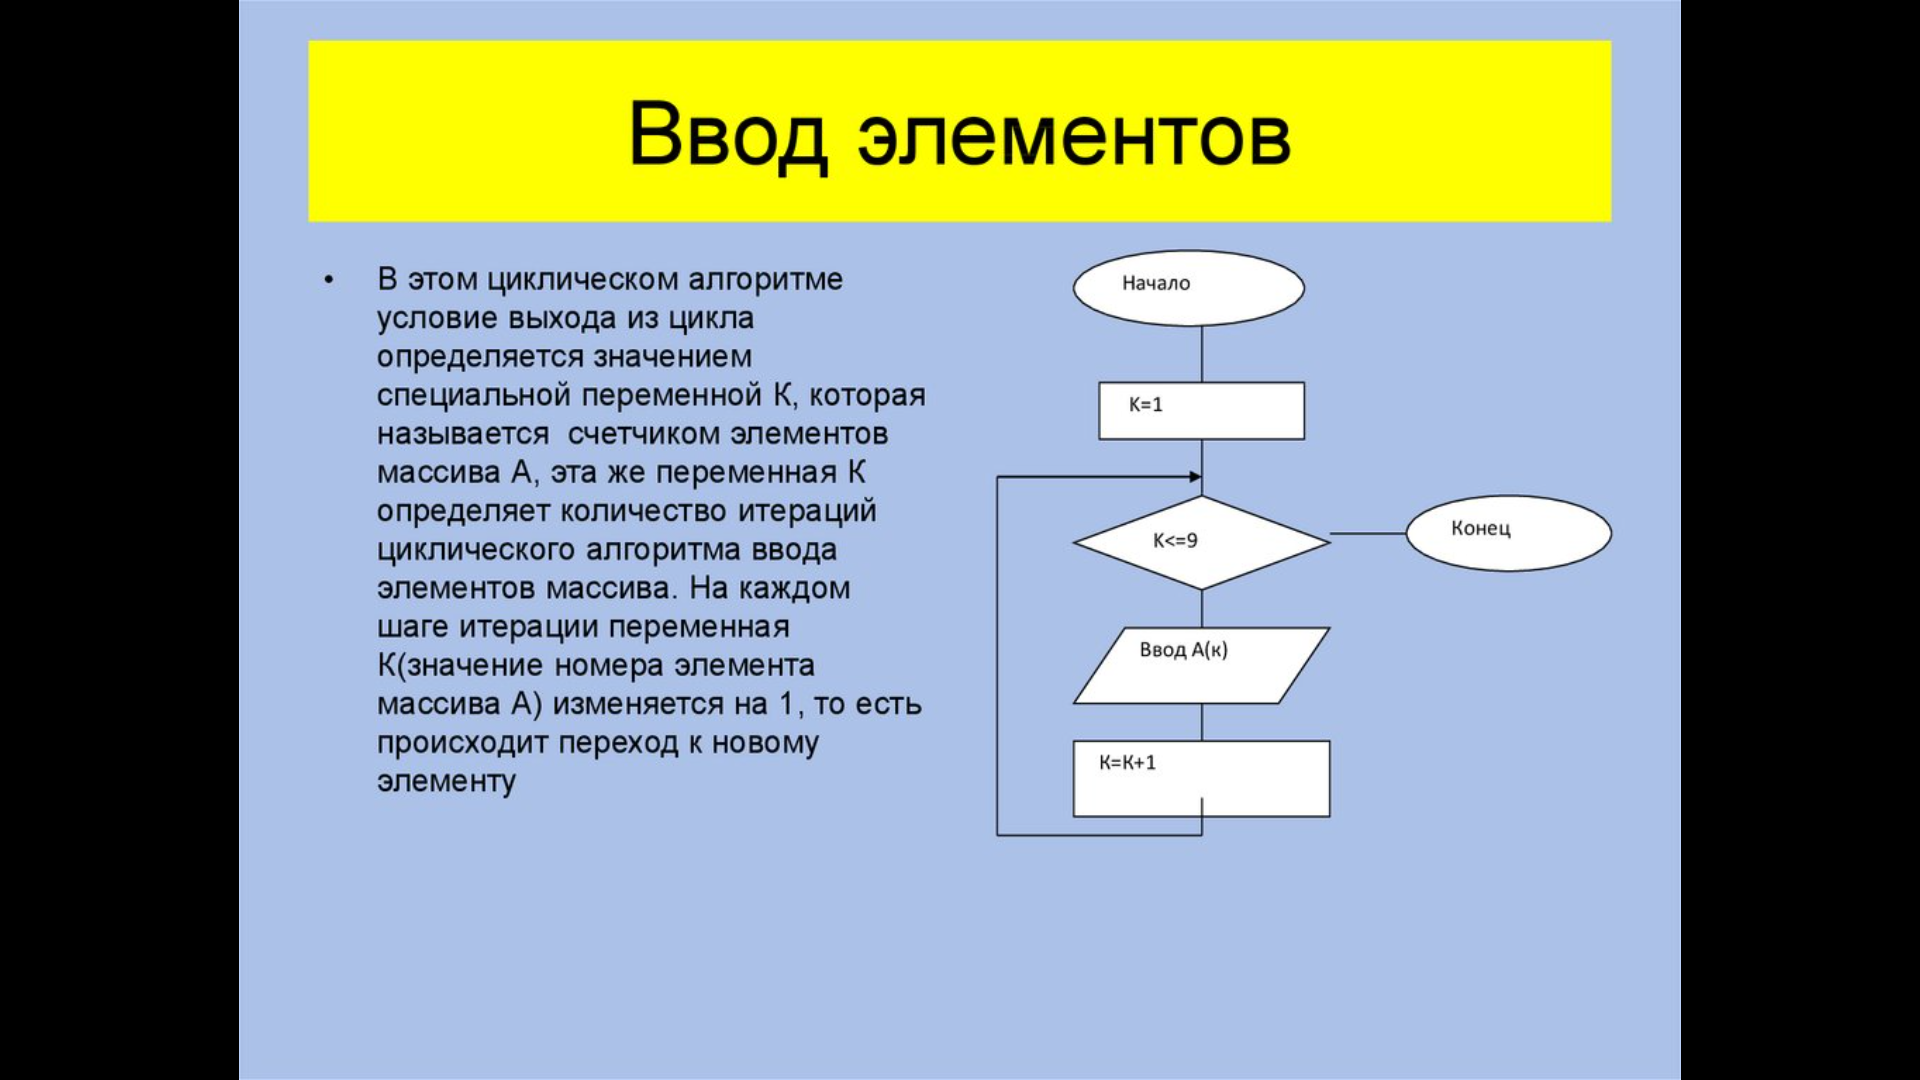 Ввод элементов
• В этом циклическом алгоритме
условие выхода из цикла
определяется значением
специальной переменной К, которая
называется  счетчиком элементов
массива А, эта же переменная К
определяет количество итераций
циклического алгоритма ввода
элементов массива. На каждом
шаге итерации переменная
К(значение номера элемента
массива А) изменяется на 1, то есть
происходит переход к новому
элементу
Начало
K=1
K<=9
Конец
Ввод А(к)
К=К+1